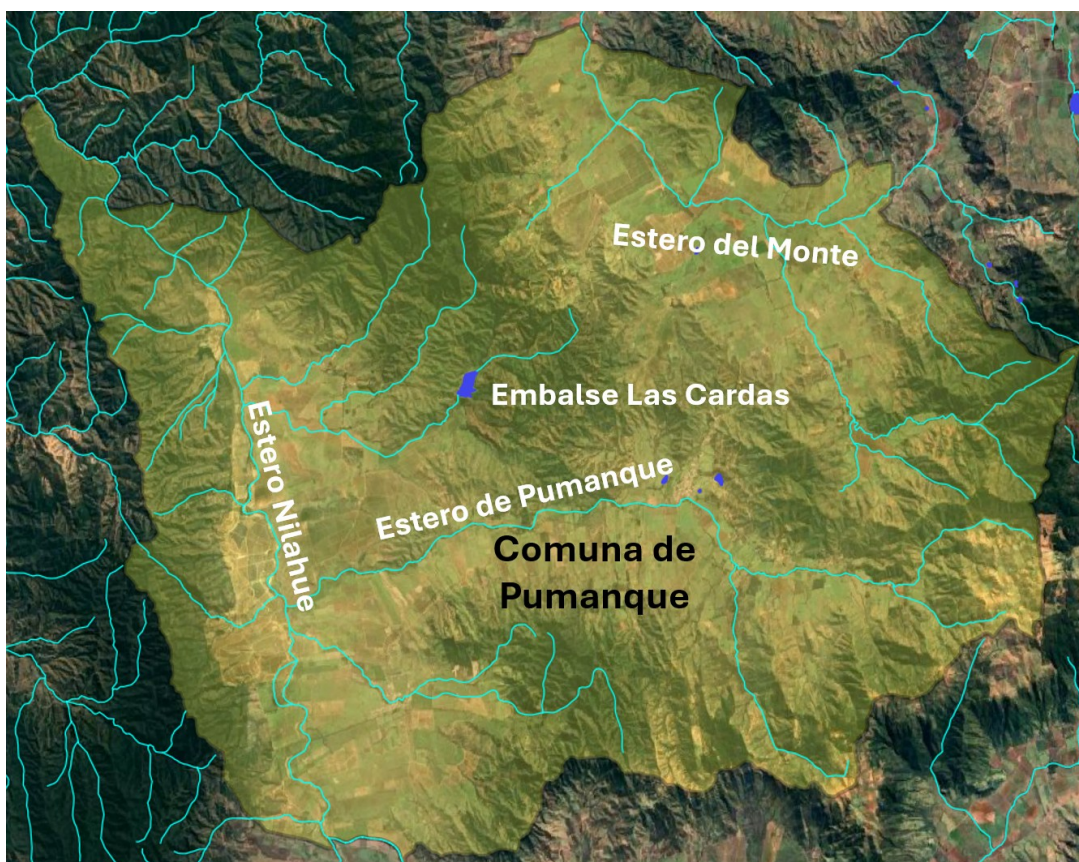 Estero del Monte
Embalse Las Cardas
Estero Nilahue
Estero de Pumanque
Comuna de
Pumanque